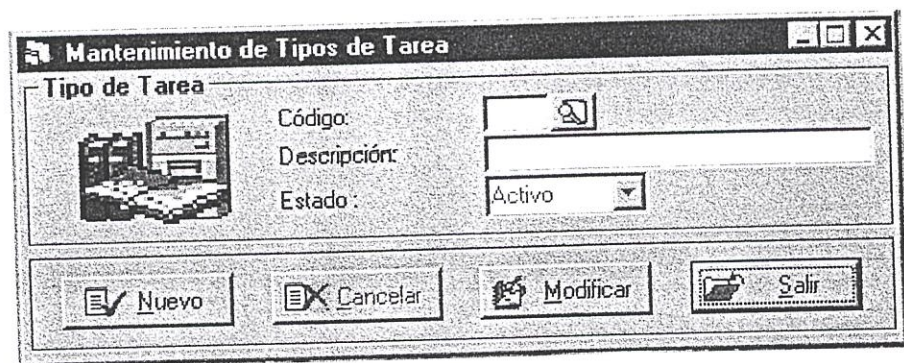 Mantenimiento de Tipos de Tarea
Tipo de Tarea
Código:
Descripción:
Estado :
Activo
Nuevo Cancelar Modificar Salir